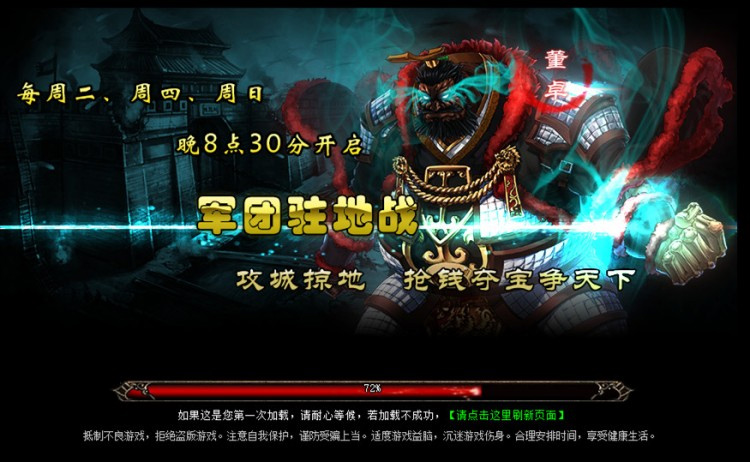 董卓
每周二、周四、周日
晚8点30分开启
军团驻地战
攻城掠地 抢钱夺宝争天下
72%
如果这是您第一次加载，请耐心等候，若加载不成功，【请点击这里刷新页面】
抵制不良游戏，拒绝盗版游戏。注意自我保护，谨防受骗上当。适度游戏益脑，沉迷游戏伤身。合理安排时间，享受健康生活。